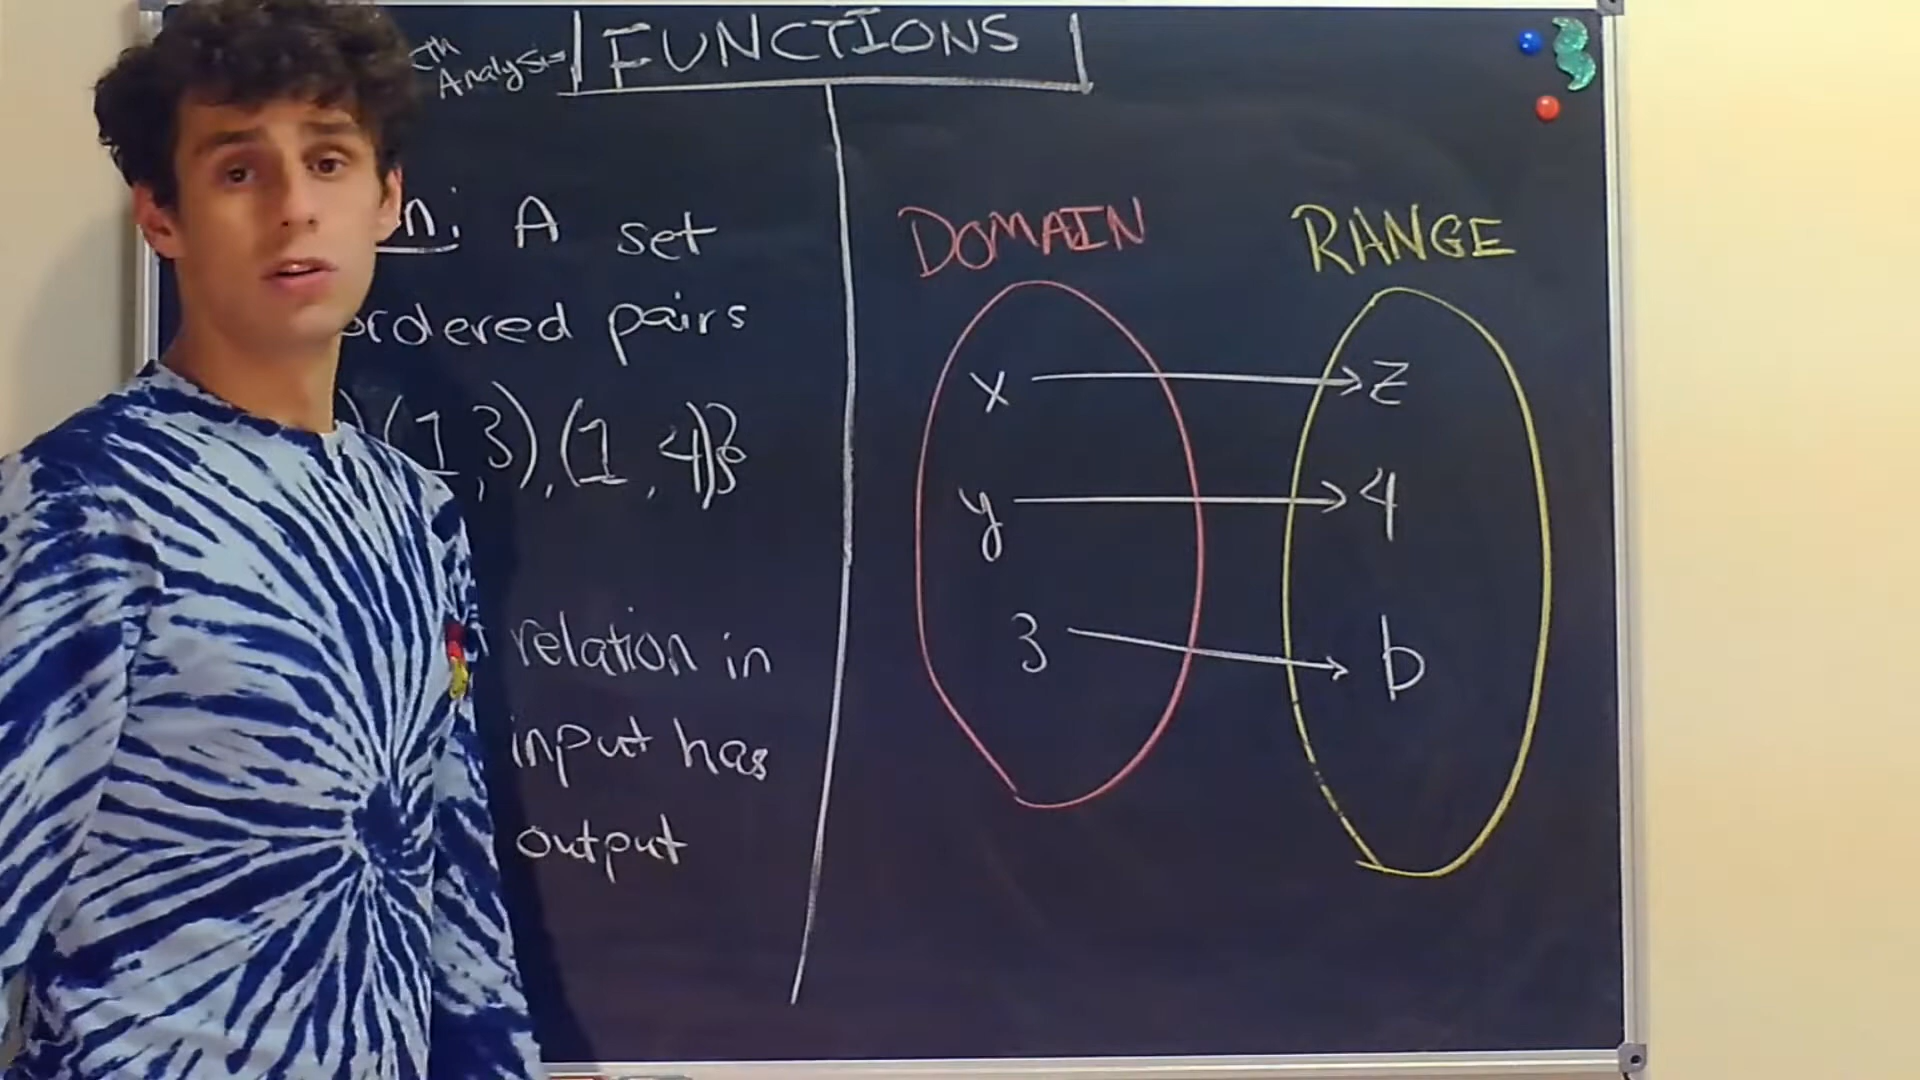 Analysis
FUNCTIONS
n: A set
ordered pairs
) (1,3), (1,4)}
relation in
input has
output
DOMAIN
RANGE
x → z
y → 4
3 → b